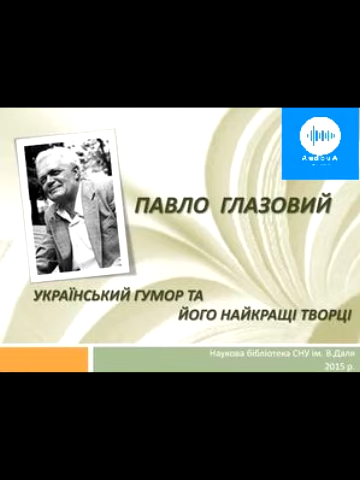 ПАВЛО ГЛАЗОВИЙ
УКРАЇНСЬКИЙ ГУМОР ТА
ЙОГО НАЙКРАЩІ ТВОРЦІ
Наукова бібліотека СНУ ім. В.Даля
2015 р.